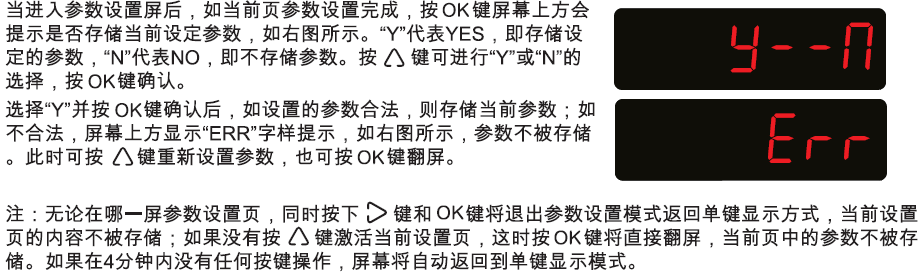 当进入参数设置屏后，如当前页参数设置完成，按OK键屏幕上方会
提示是否存储当前设定参数，如右图所示。“Y”代表YES，即存储设
定的参数，“N”代表NO，即不存储参数。按 △ 键可进行“Y”或“N”的
选择，按OK键确认。
y--n
选择“Y”并按OK键确认后，如设置的参数合法，则存储当前参数；如
不合法，屏幕上方显示“ERR”字样提示，如右图所示，参数不被存储
。此时可按 △键重新设置参数，也可按OK键翻屏。
Err
注：无论在哪一屏参数设置页，同时按下 ▷ 键和OK键将退出参数设置模式返回单键显示方式，当前设置
页的内容不被存储；如果没有按 △ 键激活当前设置页，这时按OK键将直接翻屏，当前页中的参数不被存
储。如果在4分钟内没有任何按键操作，屏幕将自动返回到单键显示模式。